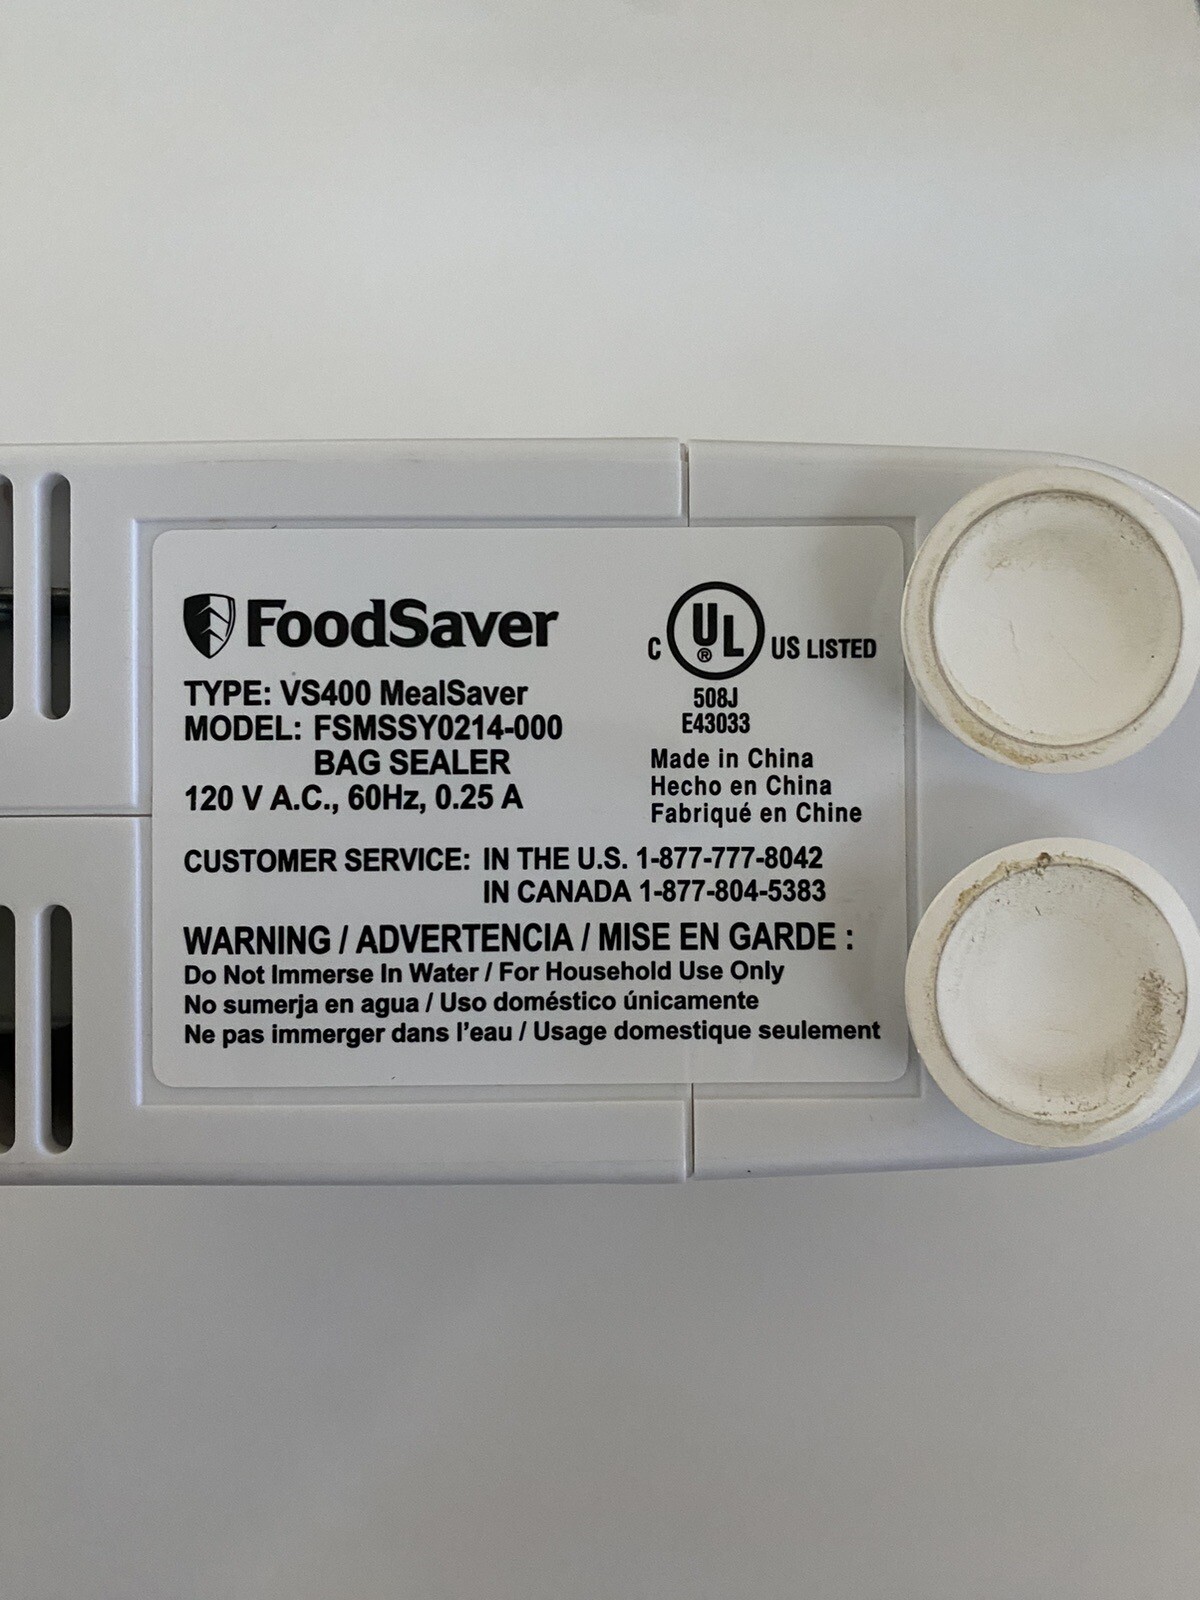 FoodSaver
TYPE: VS400 MealSaver
MODEL: FSMSSY0214-000
BAG SEALER
120 V A.C., 60Hz, 0.25 A
C UL ® US LISTED
508J
E43033
Made in China
Hecho en China
Fabriqué en Chine
CUSTOMER SERVICE: IN THE U.S. 1-877-777-8042
IN CANADA 1-877-804-5383
WARNING / ADVERTENCIA / MISE EN GARDE :
Do Not Immerse In Water / For Household Use Only
No sumerja en agua / Uso doméstico únicamente
Ne pas immerger dans l'eau / Usage domestique seulement